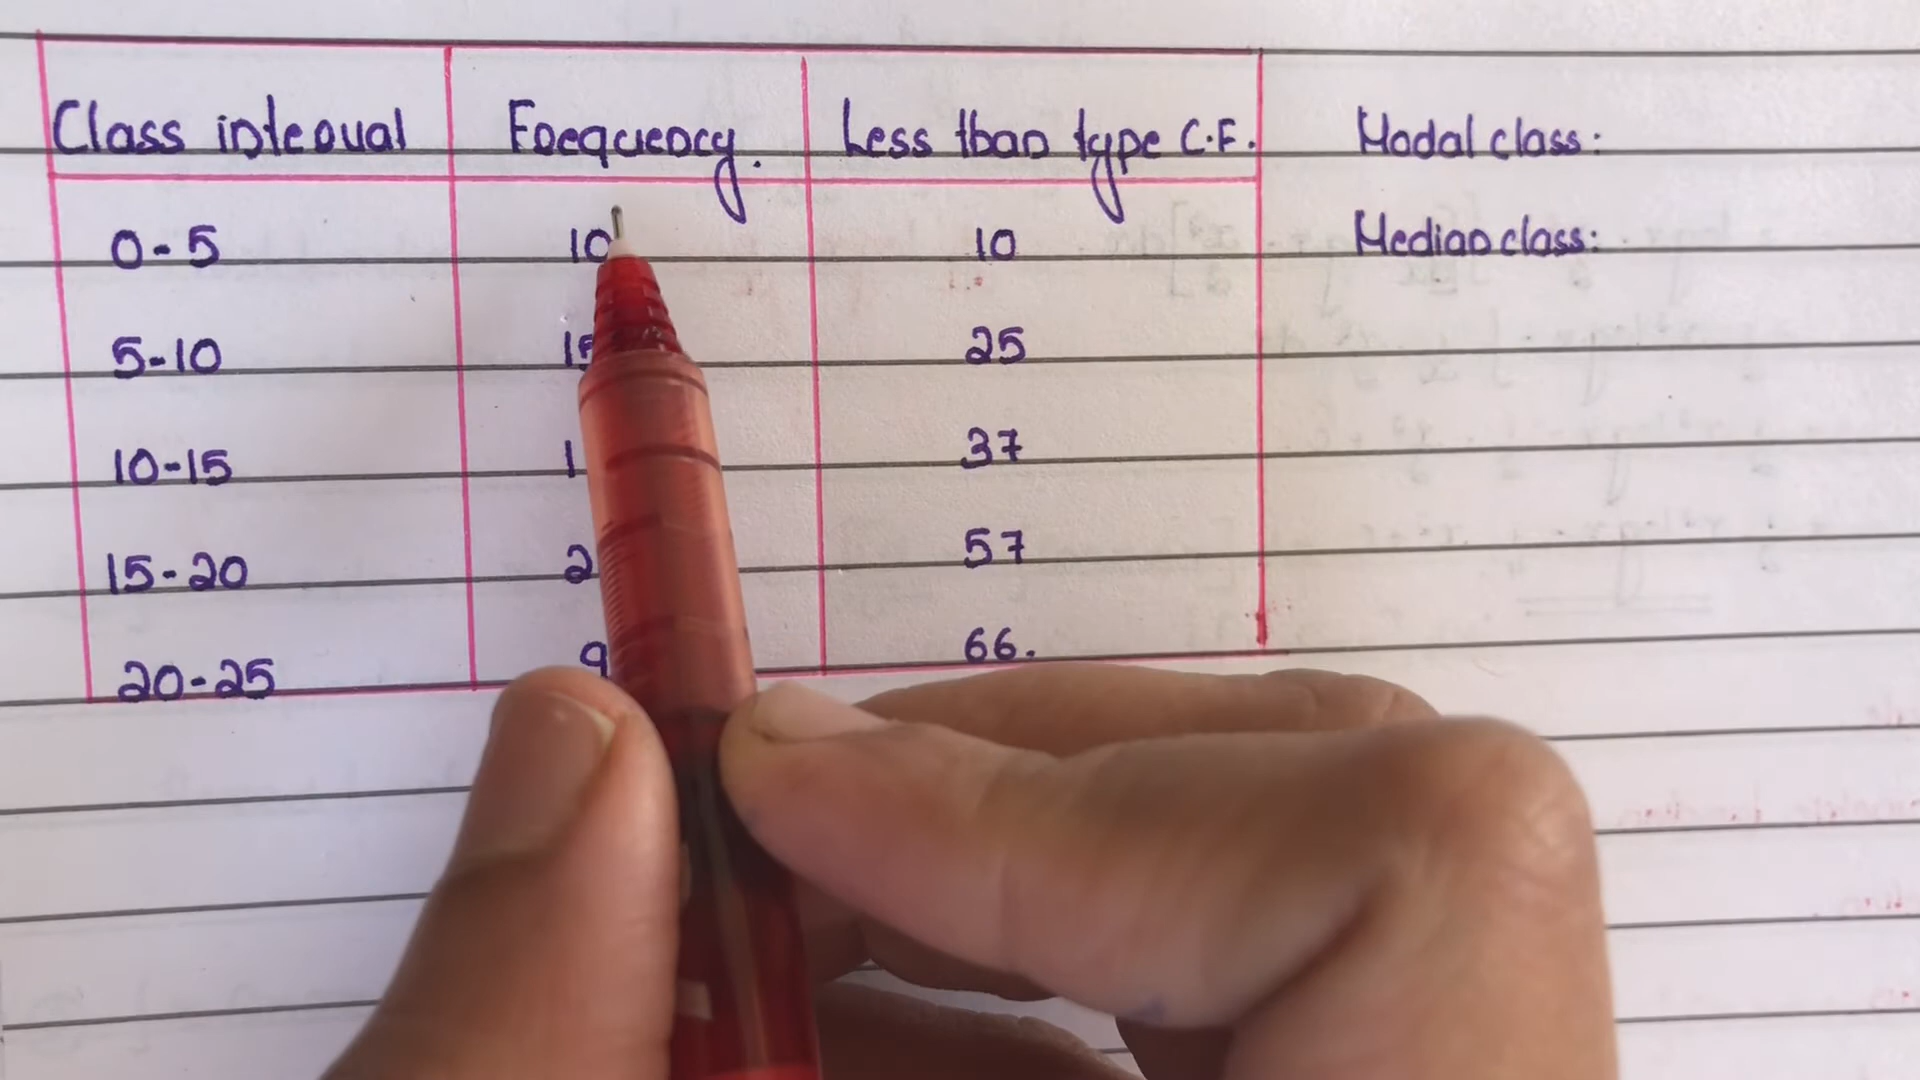 Class interval Frequency. Less than type C.F. Modal class:
0-5 10 10 Median class:
5-10 25
10-15 37
15-20 57
20-25 9 66.